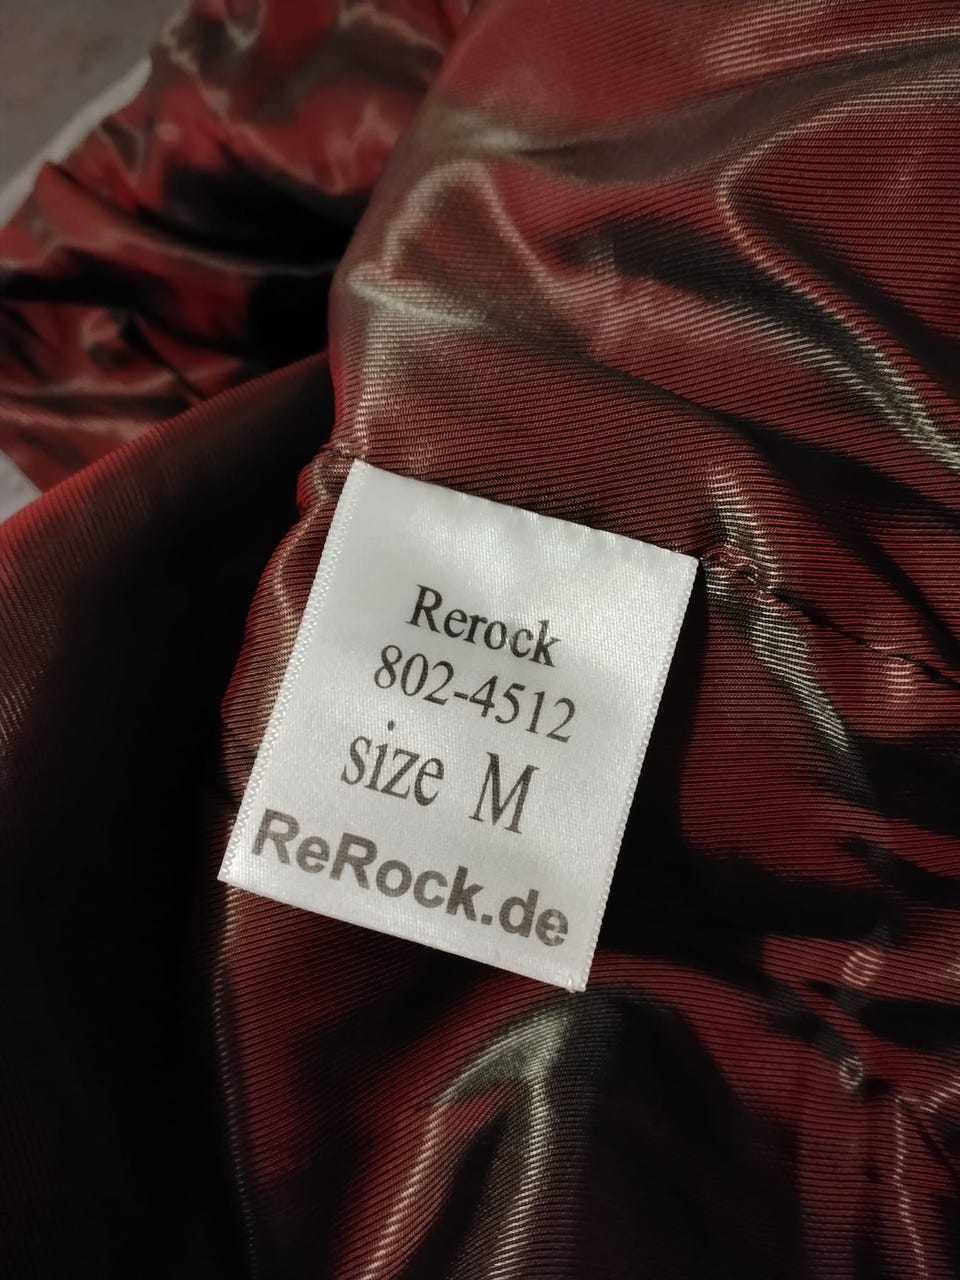 Rerock
802-4512
size M
ReRock.de